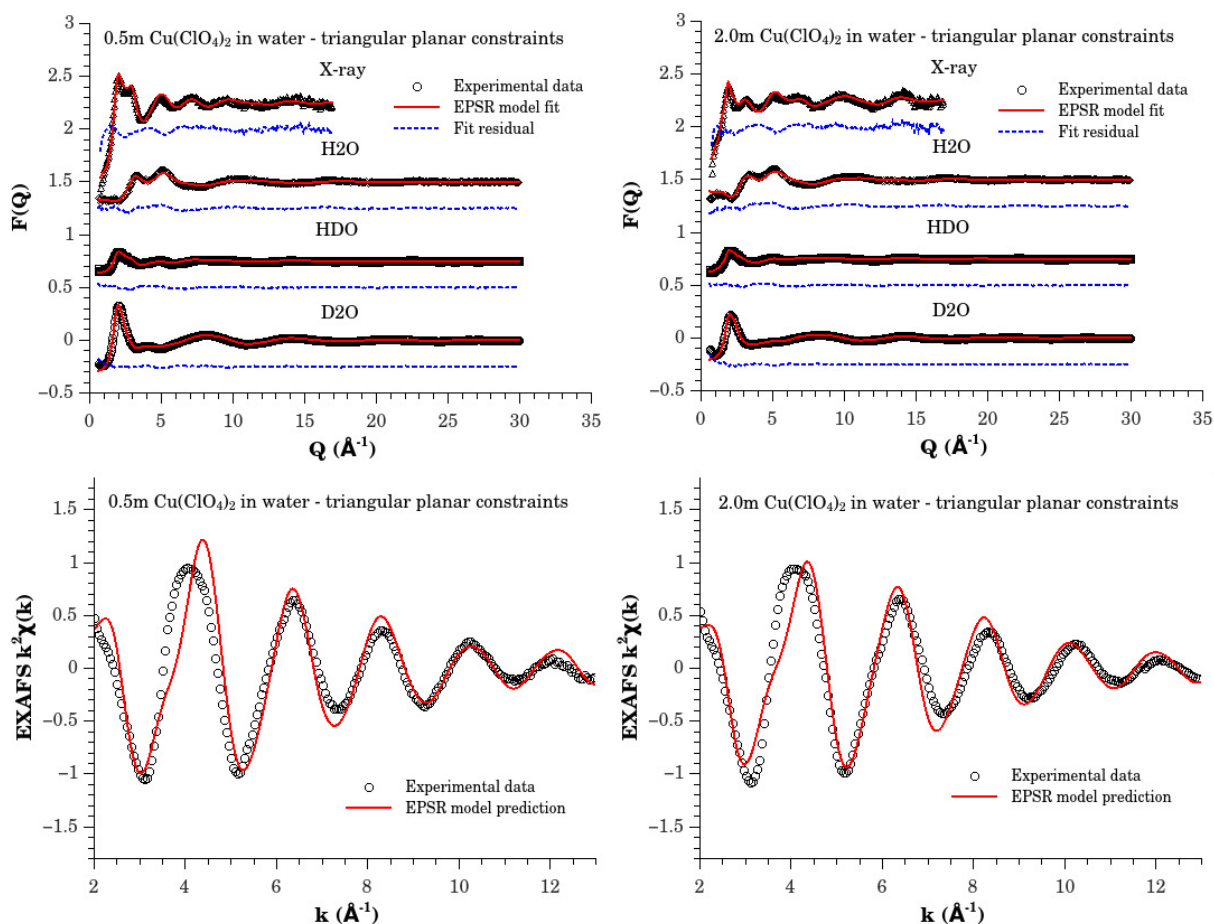 0.5m Cu(ClO₄)₂ in water - triangular planar constraints
X-ray
Experimental data
EPSR model fit
Fit residual
H2O
HDO
D2O
F(Q)
3
2.5
2
1.5
1
0.5
0
−0.5
0 5 10 15 20 25 30 35
Q (Å⁻¹)
2.0m Cu(ClO₄)₂ in water - triangular planar constraints
X-ray
Experimental data
EPSR model fit
Fit residual
H2O
HDO
D2O
F(Q)
3
2.5
2
1.5
1
0.5
0
−0.5
0 5 10 15 20 25 30 35
Q (Å⁻¹)
0.5m Cu(ClO₄)₂ in water - triangular planar constraints
EXAFS k²χ(k)
1.5
1
0.5
0
−0.5
−1
−1.5
Experimental data
EPSR model prediction
2 4 6 8 10 12
k (Å⁻¹)
2.0m Cu(ClO₄)₂ in water - triangular planar constraints
EXAFS k²χ(k)
1.5
1
0.5
0
−0.5
−1
−1.5
Experimental data
EPSR model prediction
2 4 6 8 10 12
k (Å⁻¹)